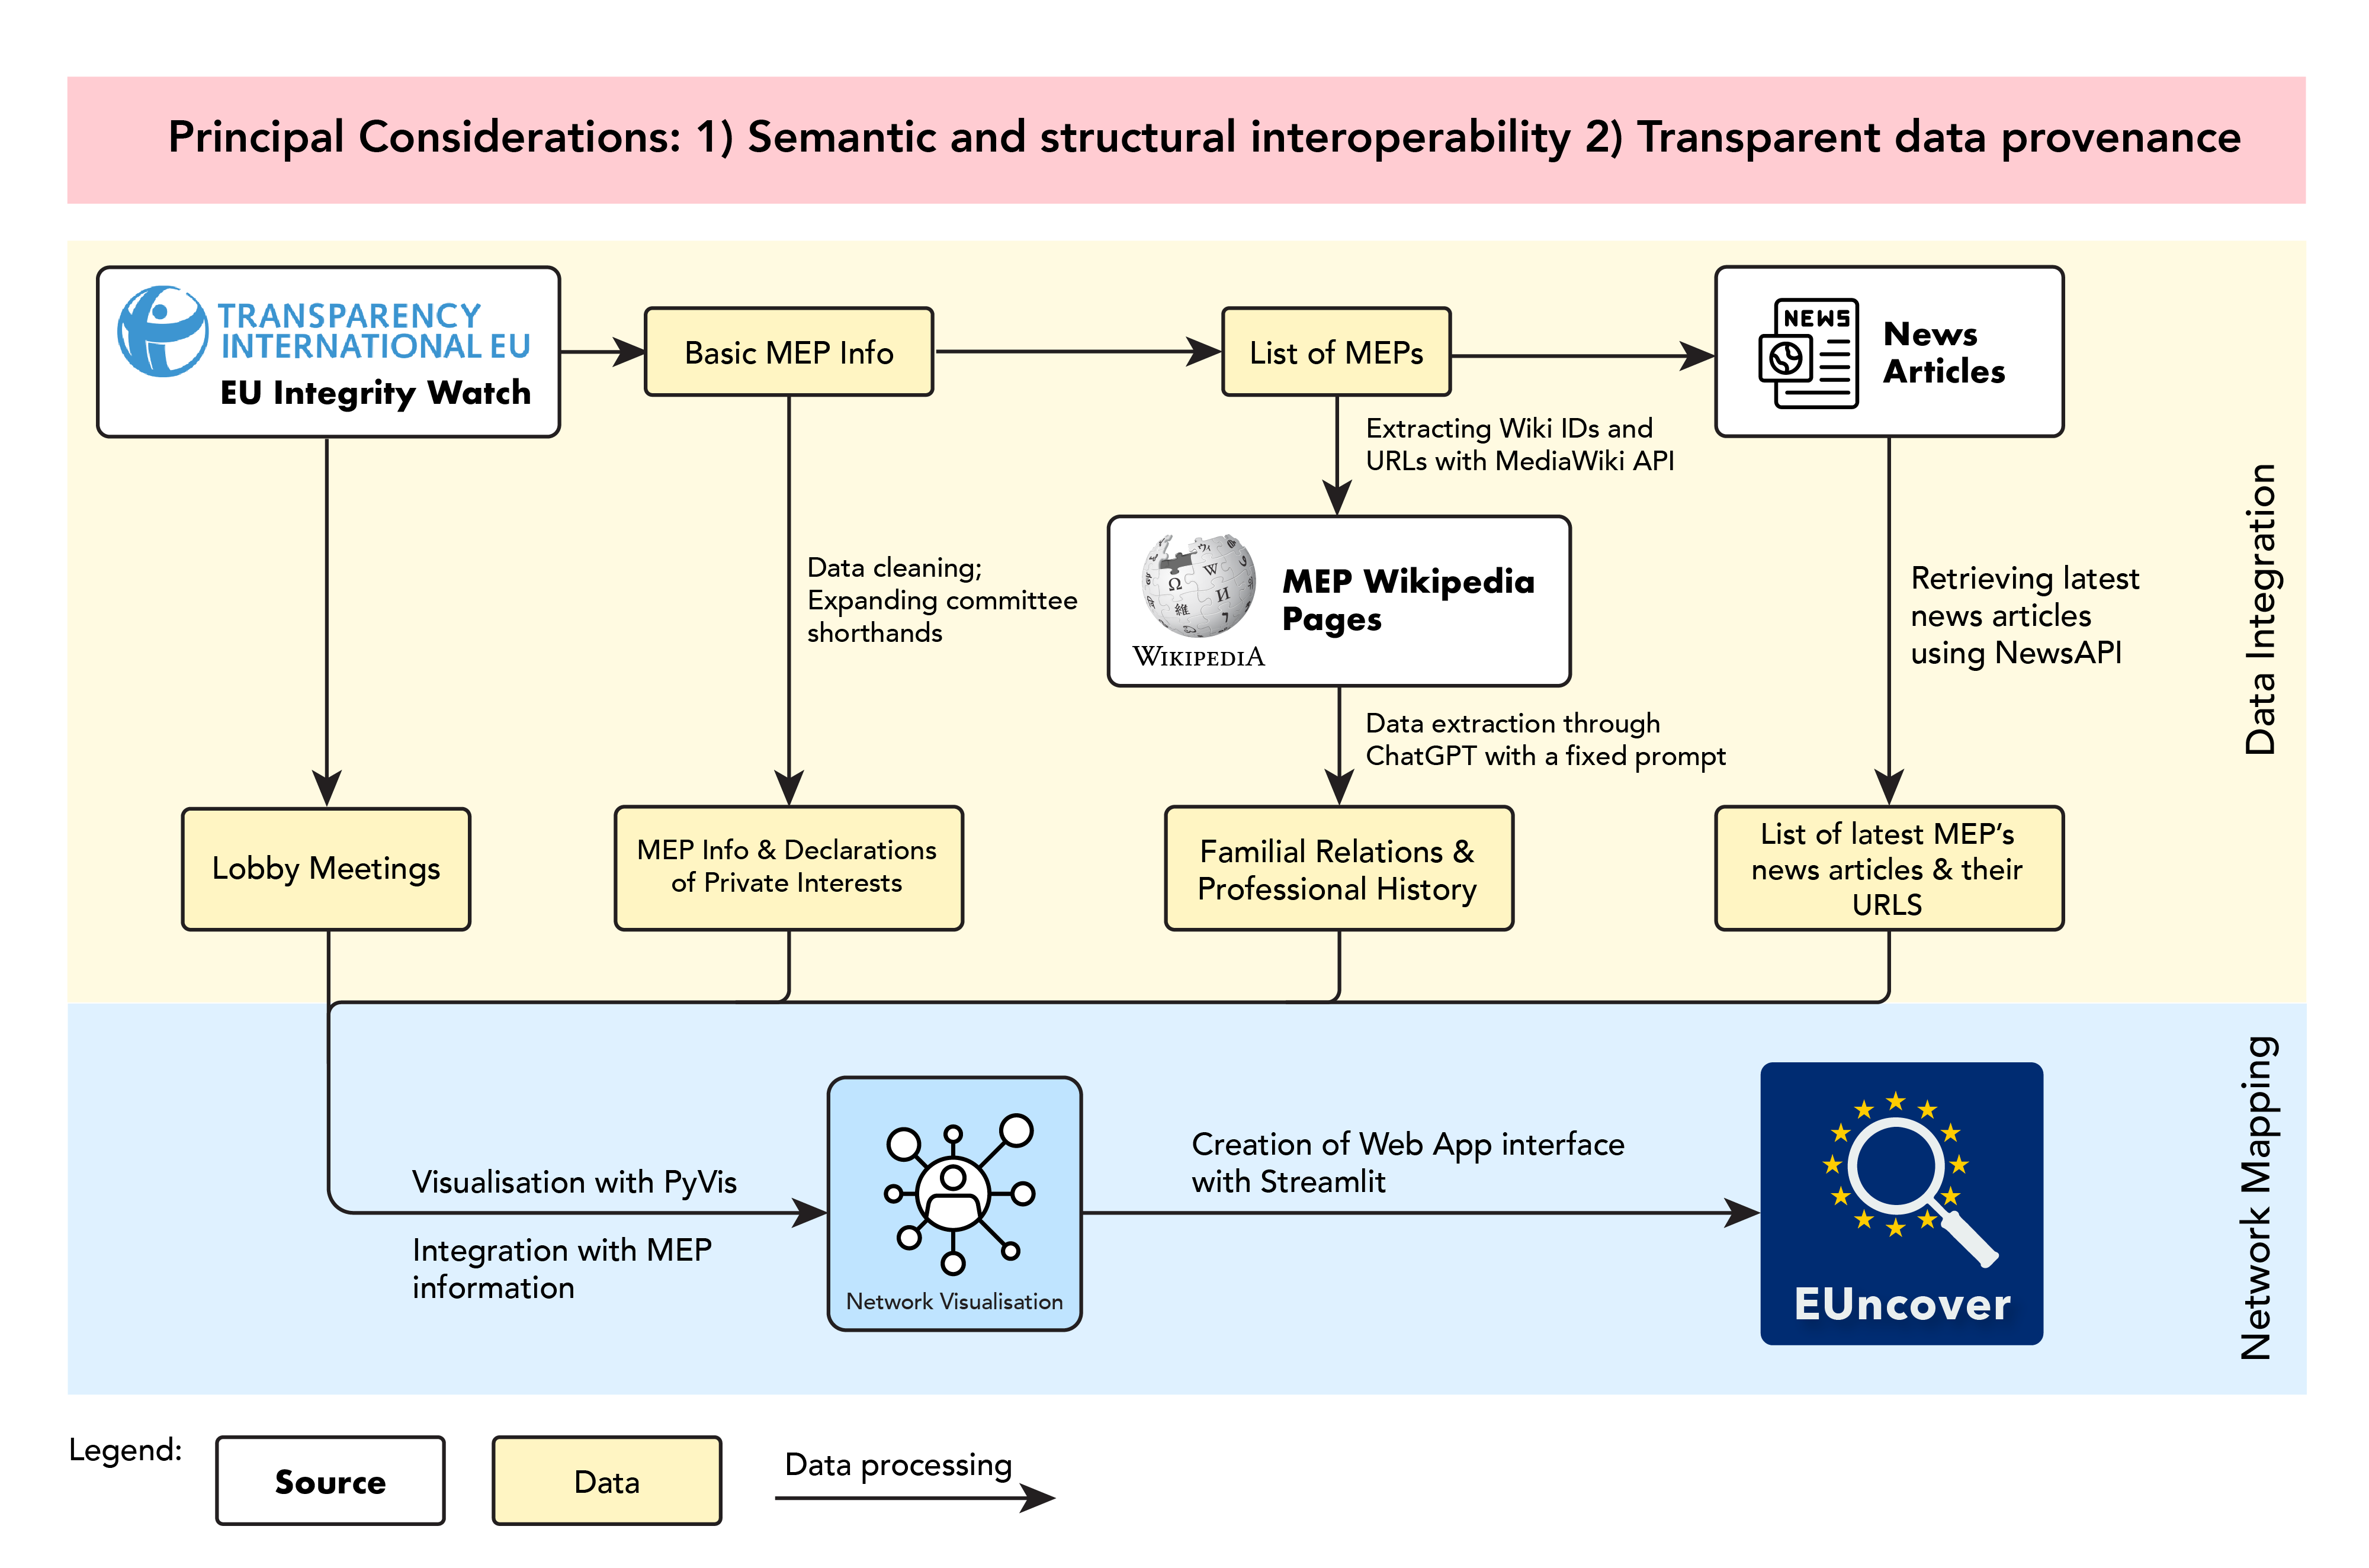 Principal Considerations: 1) Semantic and structural interoperability 2) Transparent data provenance
TRANSPARENCY
INTERNATIONAL EU
EU Integrity Watch
Basic MEP Info
List of MEPs
NEWS
News
Articles
Extracting Wiki IDs and
URLs with MediaWiki API
Data cleaning;
Expanding committee
shorthands
Ω
W
И
維
WIKIPEDIA
MEP Wikipedia
Pages
Retrieving latest
news articles
using NewsAPI
Data Integration
Data extraction through
ChatGPT with a fixed prompt
Lobby Meetings
MEP Info & Declarations
of Private Interests
Familial Relations &
Professional History
List of latest MEP’s
news articles & their
URLS
Visualisation with PyVis
Integration with MEP
information
Network Visualisation
Creation of Web App interface
with Streamlit
EUncover
Network Mapping
Legend:
Source
Data
Data processing